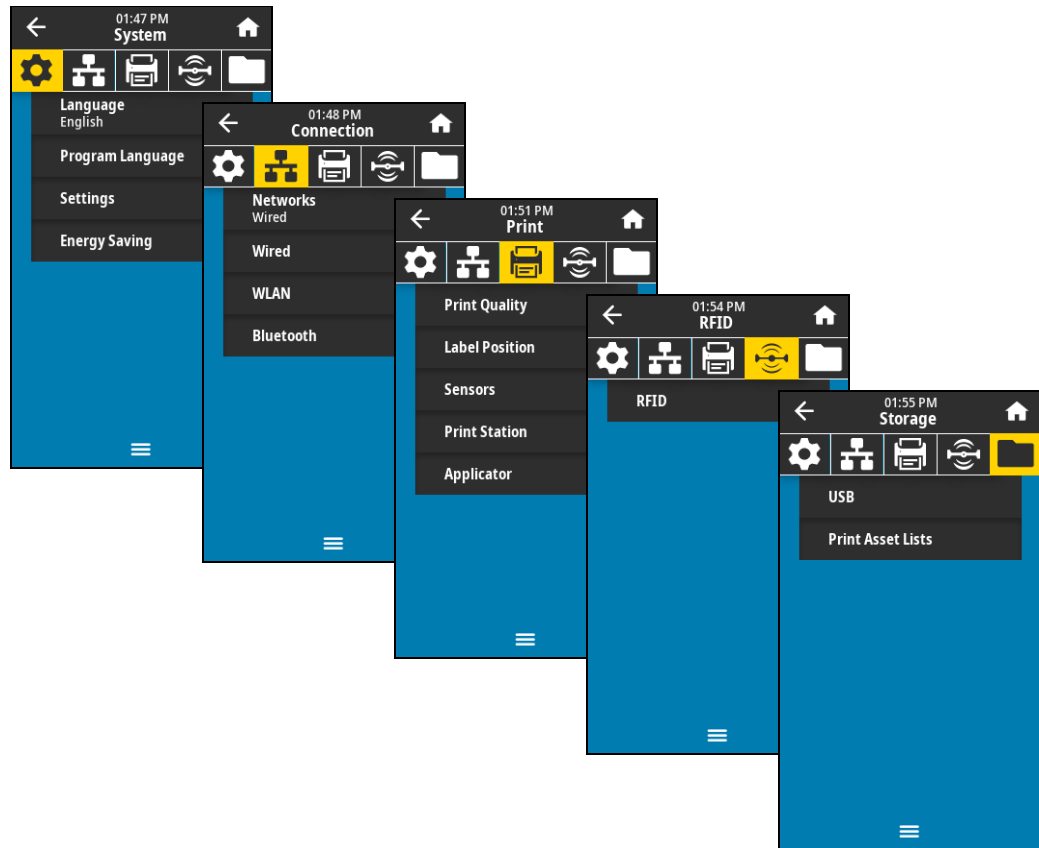 01:47 PM
System
Language
English
Program Language
Settings
Energy Saving
01:48 PM
Connection
Networks
Wired
Wired
WLAN
Bluetooth
01:51 PM
Print
Print Quality
Label Position
Sensors
Print Station
Applicator
01:54 PM
RFID
RFID
01:55 PM
Storage
USB
Print Asset Lists